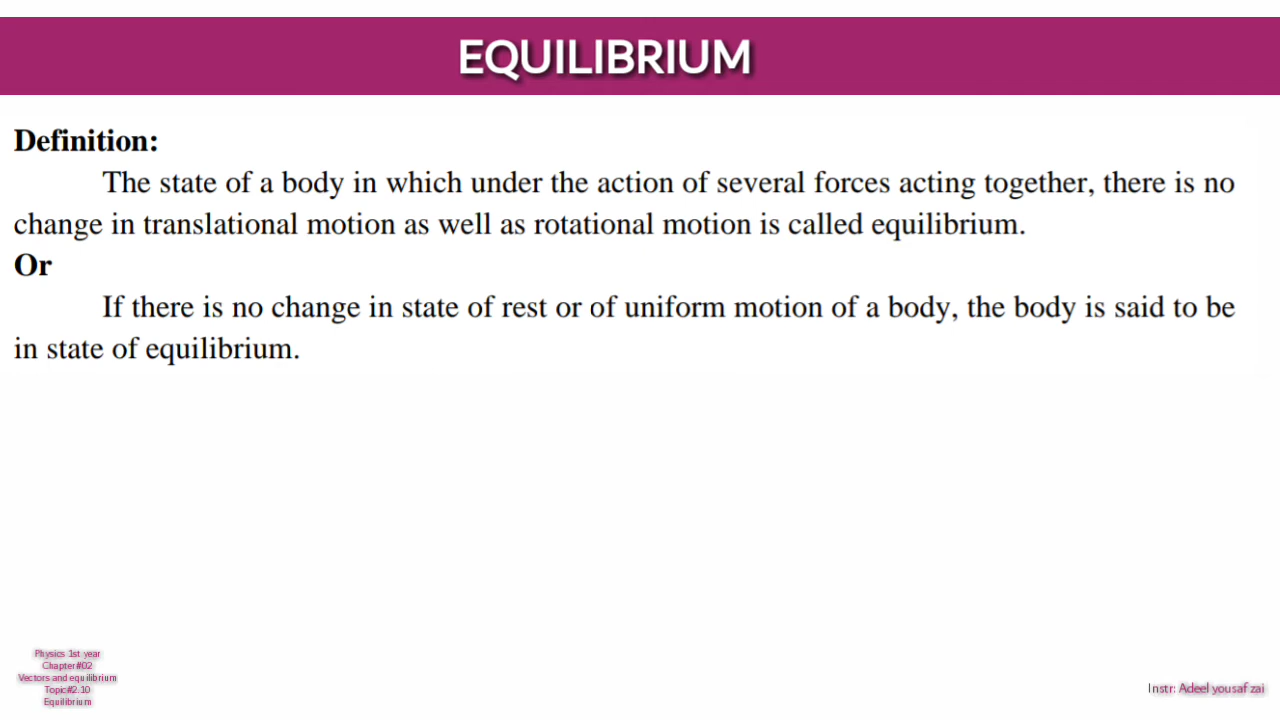 EQUILIBRIUM
Definition:
The state of a body in which under the action of several forces acting together, there is no
change in translational motion as well as rotational motion is called equilibrium.
Or
If there is no change in state of rest or of uniform motion of a body, the body is said to be
in state of equilibrium.
Physics 1st year
Chapter#02
Vectors and equilibrium
Topic#2.10
Equilibrium
Instr: Adeel yousaf zai